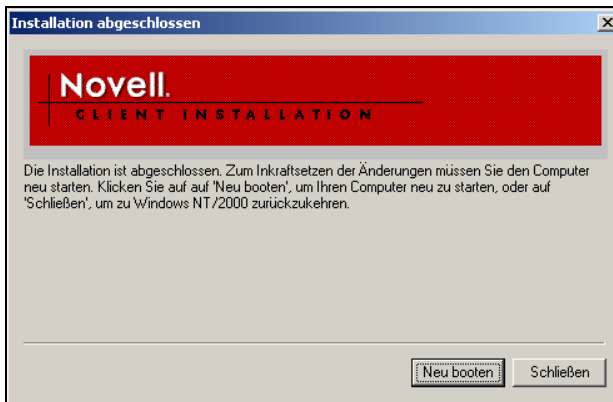 Installation abgeschlossen
Novell.
CLIENT INSTALLATION
Die Installation ist abgeschlossen. Zum Inkraftsetzen der Änderungen müssen Sie den Computer
neu starten. Klicken Sie auf auf 'Neu booten', um Ihren Computer neu zu starten, oder auf
'Schließen', um zu Windows NT/2000 zurückzukehren.
Neu booten
Schließen